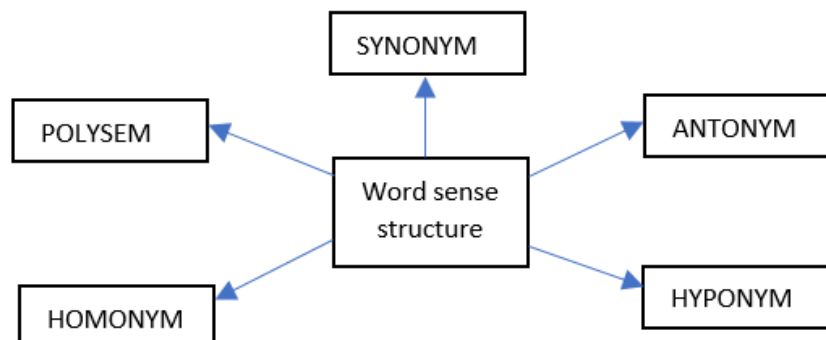 SYNONYM
POLYSEM
ANTONYM
Word sense
structure
HOMONYM
HYPONYM